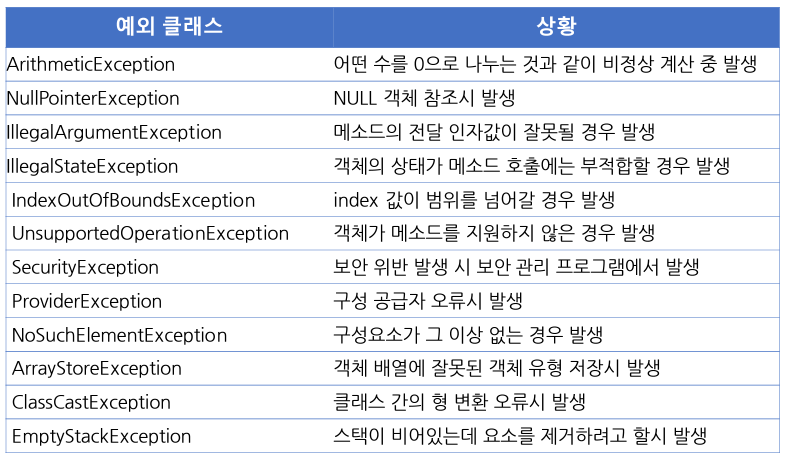 예외 클래스 상황
ArithmeticException 어떤 수를 0으로 나누는 것과 같이 비정상 계산 중 발생
NullPointerException NULL 객체 참조시 발생
IllegalArgumentException 메소드의 전달 인자값이 잘못될 경우 발생
IllegalStateException 객체의 상태가 메소드 호출에는 부적합할 경우 발생
IndexOutOfBoundsException index 값이 범위를 넘어갈 경우 발생
UnsupportedOperationException 객체가 메소드를 지원하지 않은 경우 발생
SecurityException 보안 위반 발생 시 보안 관리 프로그램에서 발생
ProviderException 구성 공급자 오류시 발생
NoSuchElementException 구성요소가 그 이상 없는 경우 발생
ArrayStoreException 객체 배열에 잘못된 객체 유형 저장시 발생
ClassCastException 클래스 간의 형 변환 오류시 발생
EmptyStackException 스택이 비어있는데 요소를 제거하려고 할시 발생